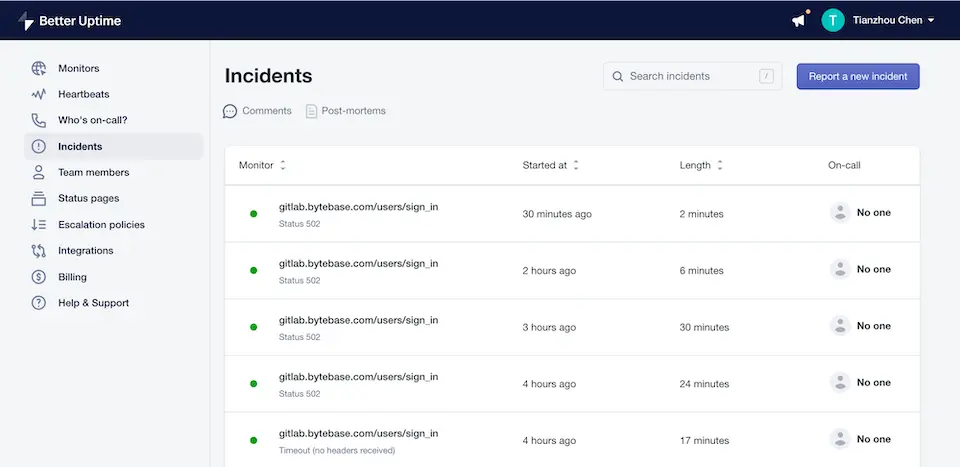 Better Uptime
T
Tianzhou Chen
Monitors
Heartbeats
Who's on-call?
Incidents
Team members
Status pages
Escalation policies
Integrations
Billing
Help & Support
Incidents
Search incidents /
Report a new incident
Comments Post-mortems
Monitor Started at Length On-call
gitlab.bytebase.com/users/sign_in
Status 502
30 minutes ago 2 minutes No one
gitlab.bytebase.com/users/sign_in
Status 502
2 hours ago 6 minutes No one
gitlab.bytebase.com/users/sign_in
Status 502
3 hours ago 30 minutes No one
gitlab.bytebase.com/users/sign_in
Status 502
4 hours ago 24 minutes No one
gitlab.bytebase.com/users/sign_in
Timeout (no headers received)
4 hours ago 17 minutes No one